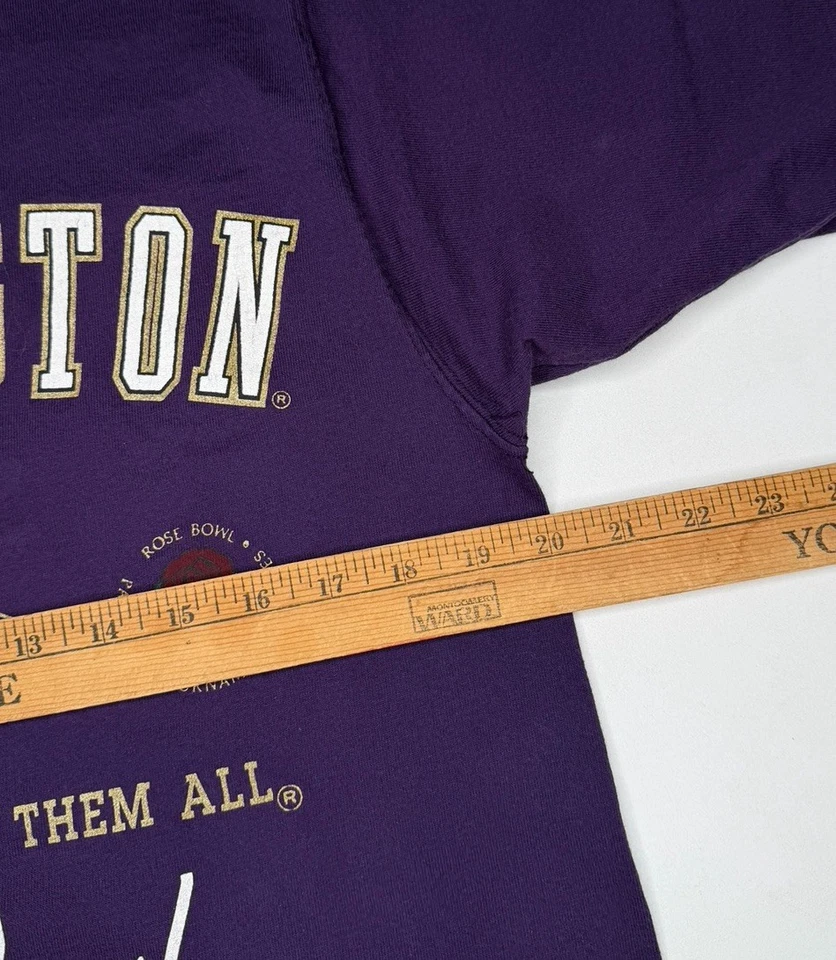 GTON®
ROSE BOWL •
13 14 15 16 17 18 19 20 21 22 23
MONTGOMERY
WARD
THEM ALL®